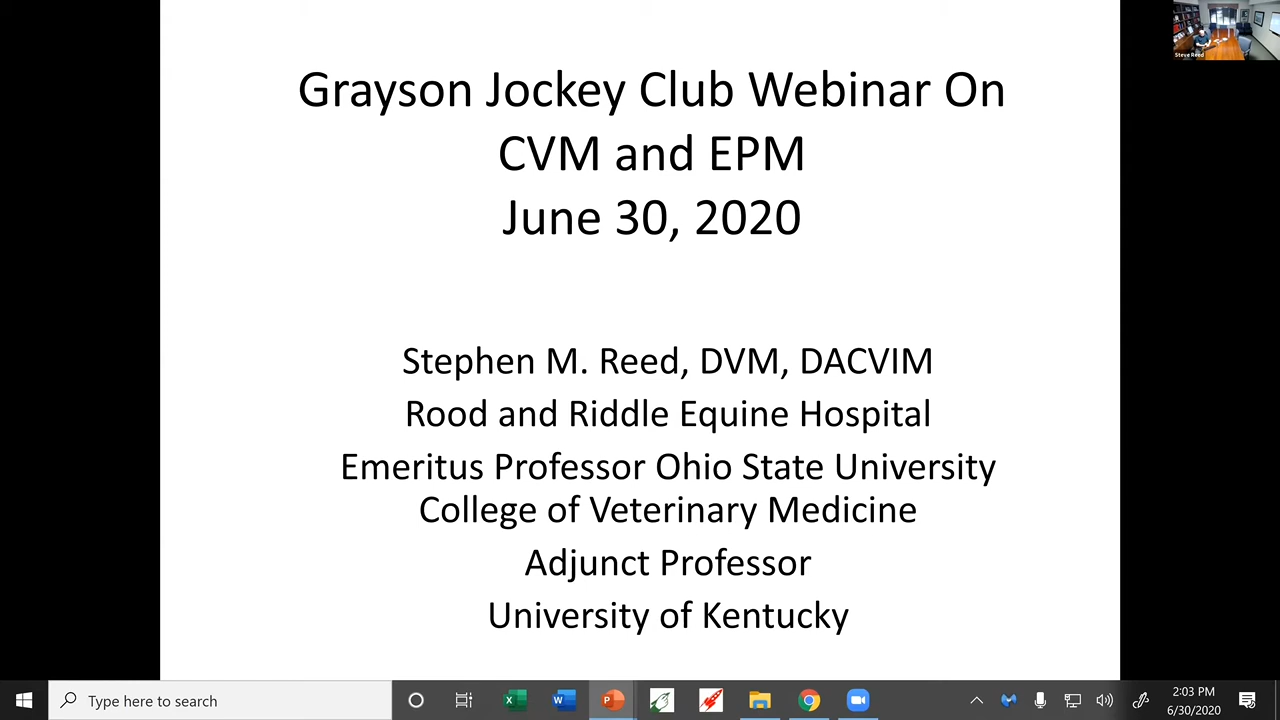 Steve Reed
Grayson Jockey Club Webinar On
CVM and EPM
June 30, 2020
Stephen M. Reed, DVM, DACVIM
Rood and Riddle Equine Hospital
Emeritus Professor Ohio State University
College of Veterinary Medicine
Adjunct Professor
University of Kentucky
Type here to search
2:03 PM
6/30/2020